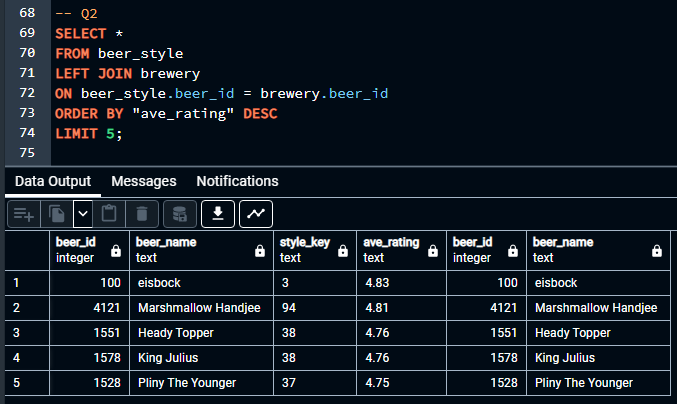 68 -- Q2
69 SELECT *
70 FROM beer_style
71 LEFT JOIN brewery
72 ON beer_style.beer_id = brewery.beer_id
73 ORDER BY "ave_rating" DESC
74 LIMIT 5;
75
Data Output Messages Notifications
beer_id beer_name style_key ave_rating beer_id beer_name
integer text text text integer text
1 100 eisbock 3 4.83 100 eisbock
2 4121 Marshmallow Handjee 94 4.81 4121 Marshmallow Handjee
3 1551 Heady Topper 38 4.76 1551 Heady Topper
4 1578 King Julius 38 4.76 1578 King Julius
5 1528 Pliny The Younger 37 4.75 1528 Pliny The Younger